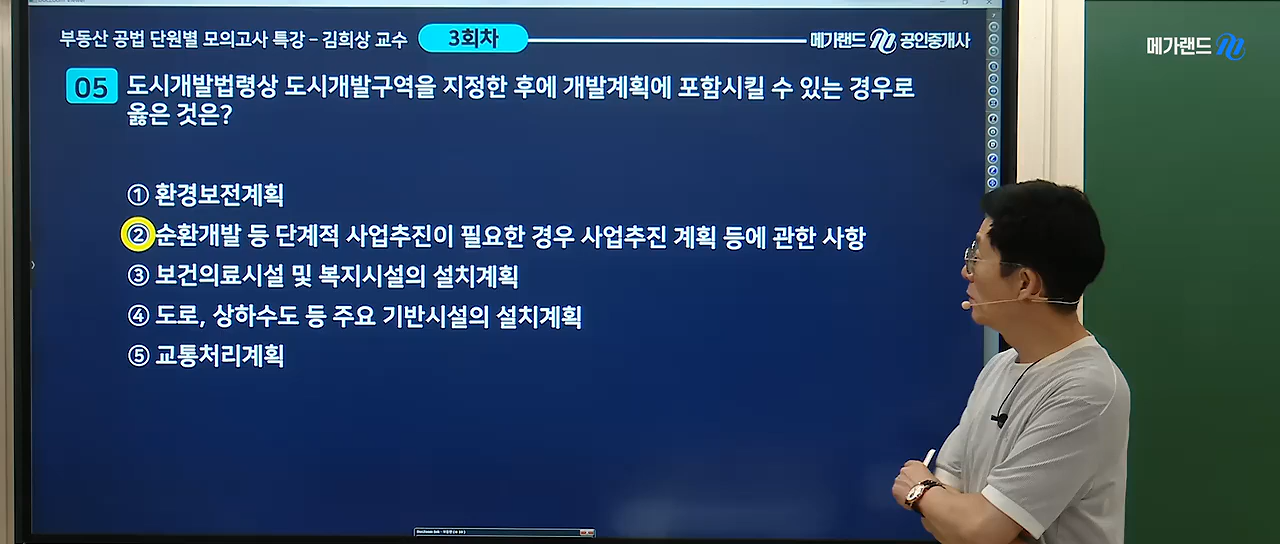 부동산 공법 단원별 모의고사 특강 - 김희상 교수 3회차 메가랜드 공인중개사
메가랜드
05 도시개발법령상 도시개발구역을 지정한 후에 개발계획에 포함시킬 수 있는 경우로
옳은 것은?
① 환경보전계획
② 순환개발 등 단계적 사업추진이 필요한 경우 사업추진 계획 등에 관한 사항
③ 보건의료시설 및 복지시설의 설치계획
④ 도로, 상하수도 등 주요 기반시설의 설치계획
⑤ 교통처리계획